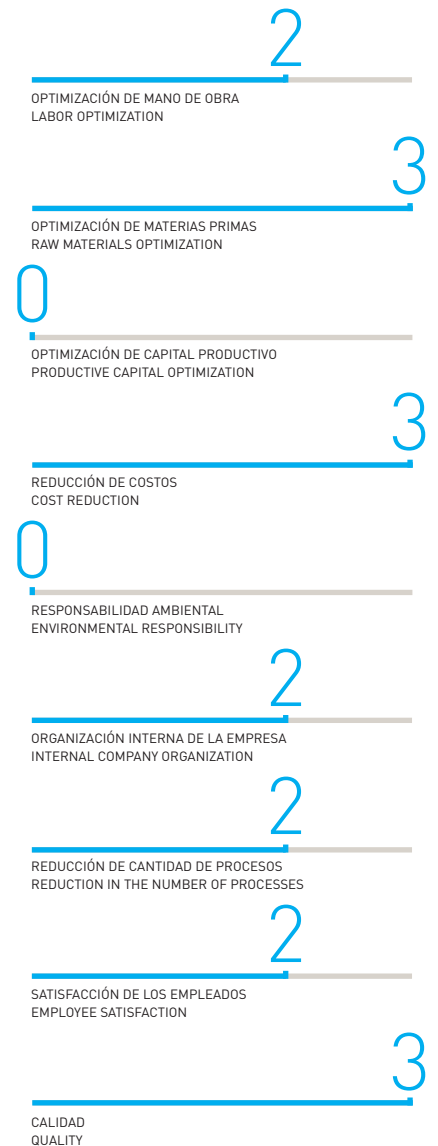 2
OPTIMIZACIÓN DE MANO DE OBRA
LABOR OPTIMIZATION
3
OPTIMIZACIÓN DE MATERIAS PRIMAS
RAW MATERIALS OPTIMIZATION
0
OPTIMIZACIÓN DE CAPITAL PRODUCTIVO
PRODUCTIVE CAPITAL OPTIMIZATION
3
REDUCCIÓN DE COSTOS
COST REDUCTION
0
RESPONSABILIDAD AMBIENTAL
ENVIRONMENTAL RESPONSIBILITY
2
ORGANIZACIÓN INTERNA DE LA EMPRESA
INTERNAL COMPANY ORGANIZATION
2
REDUCCIÓN DE CANTIDAD DE PROCESOS
REDUCTION IN THE NUMBER OF PROCESSES
2
SATISFACCIÓN DE LOS EMPLEADOS
EMPLOYEE SATISFACTION
3
CALIDAD
QUALITY